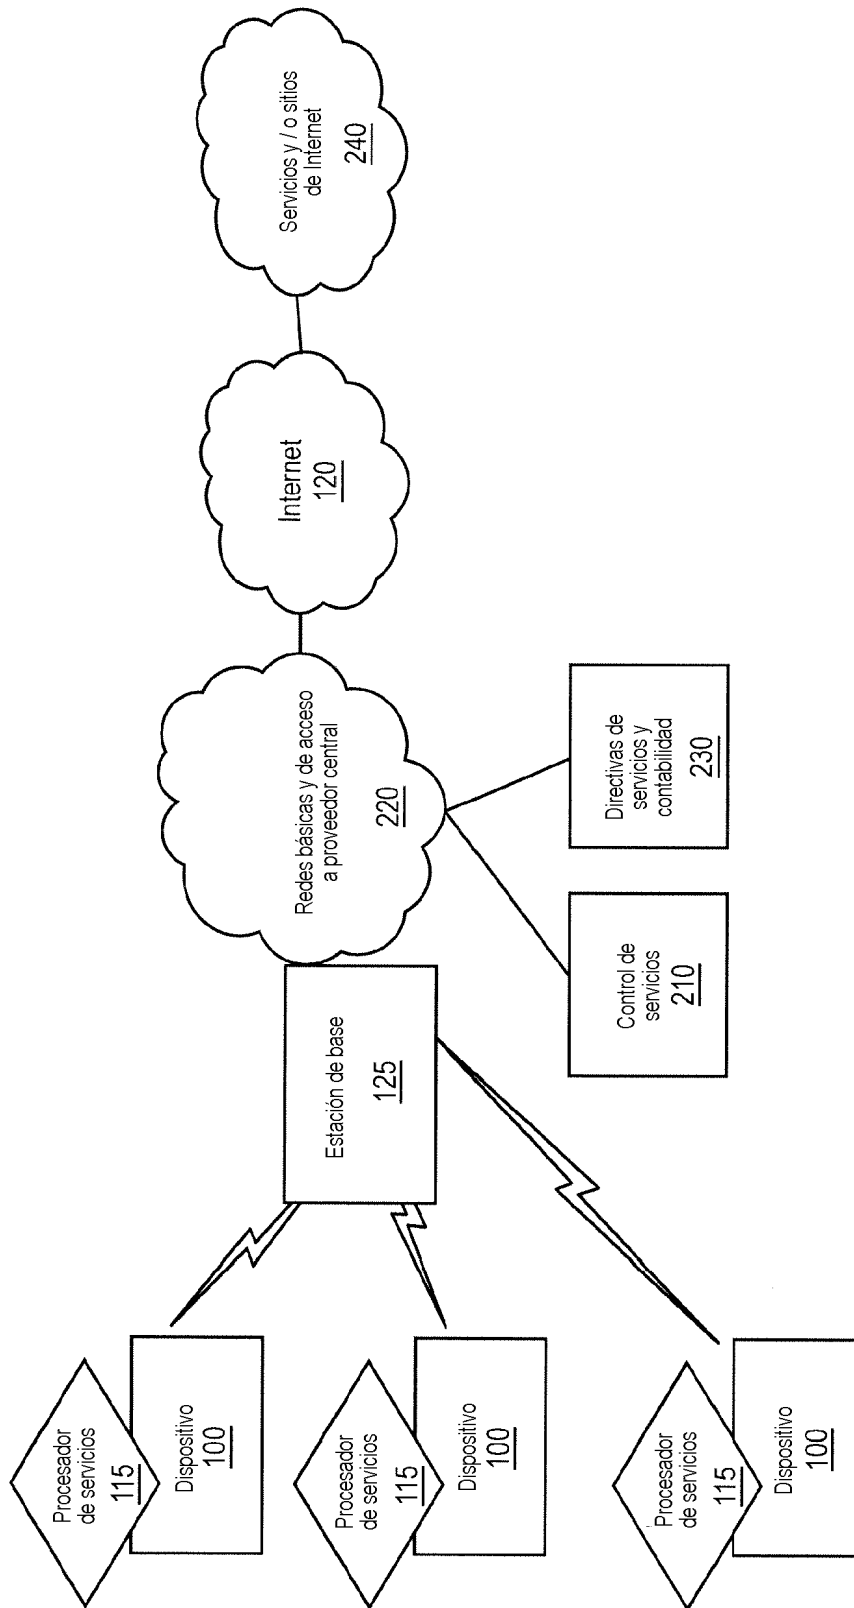 Procesador
de servicios
115
Dispositivo
100
Procesador
de servicios
115
Dispositivo
100
Procesador
de servicios
115
Dispositivo
100
Estación de base
125
Redes básicas y de acceso
a proveedor central
220
Control de
servicios
210
Directivas de
servicios y
contabilidad
230
Internet
120
Servicios y / o sitios
de Internet
240